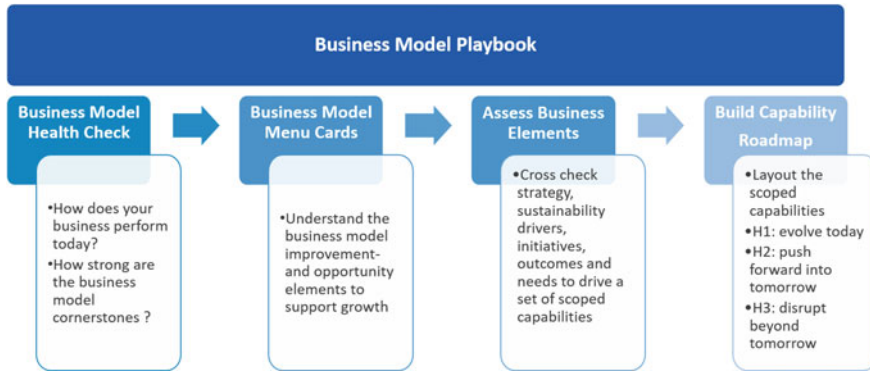 Business Model Playbook
Business Model
Health Check
•How does your
business perform
today?
•How strong are
the business
model
cornerstones ?
Business Model
Menu Cards
•Understand the
business model
improvement-
and opportunity
elements to
support growth
Assess Business
Elements
•Cross check
strategy,
sustainability
drivers,
initiatives,
outcomes and
needs to drive a
set of scoped
capabilities
Build Capability
Roadmap
•Layout the
scoped
capabilities
•H1: evolve today
•H2: push
forward into
tomorrow
•H3: disrupt
beyond
tomorrow